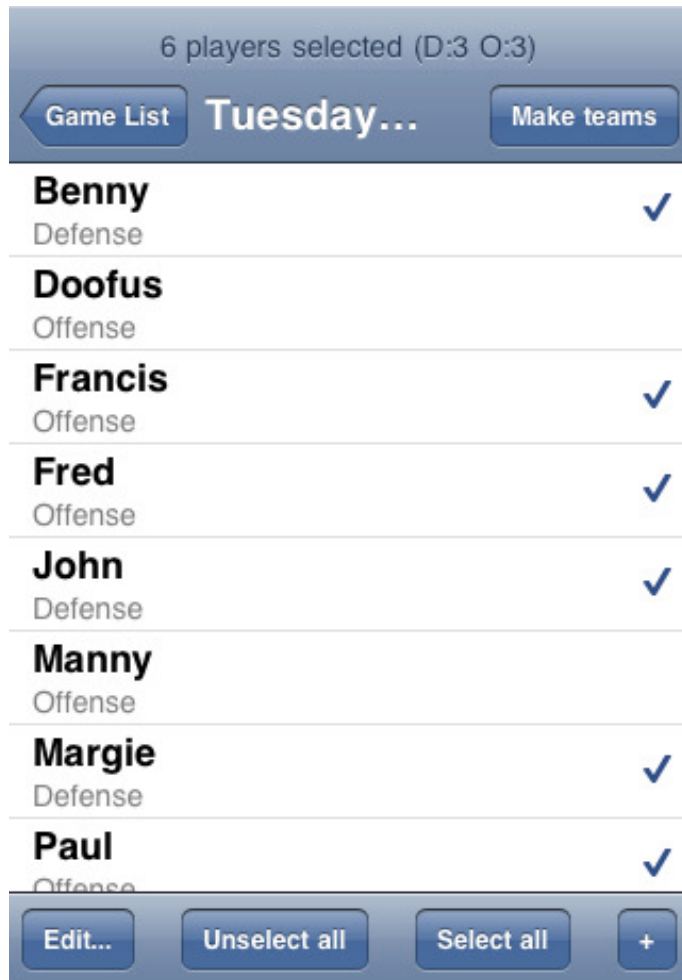 6 players selected (D:3 O:3)
Game List Tuesday... Make teams
Benny
Defense
Doofus
Offense
Francis
Offense
Fred
Offense
John
Defense
Manny
Offense
Margie
Defense
Paul
Offense
Edit... Unselect all Select all +